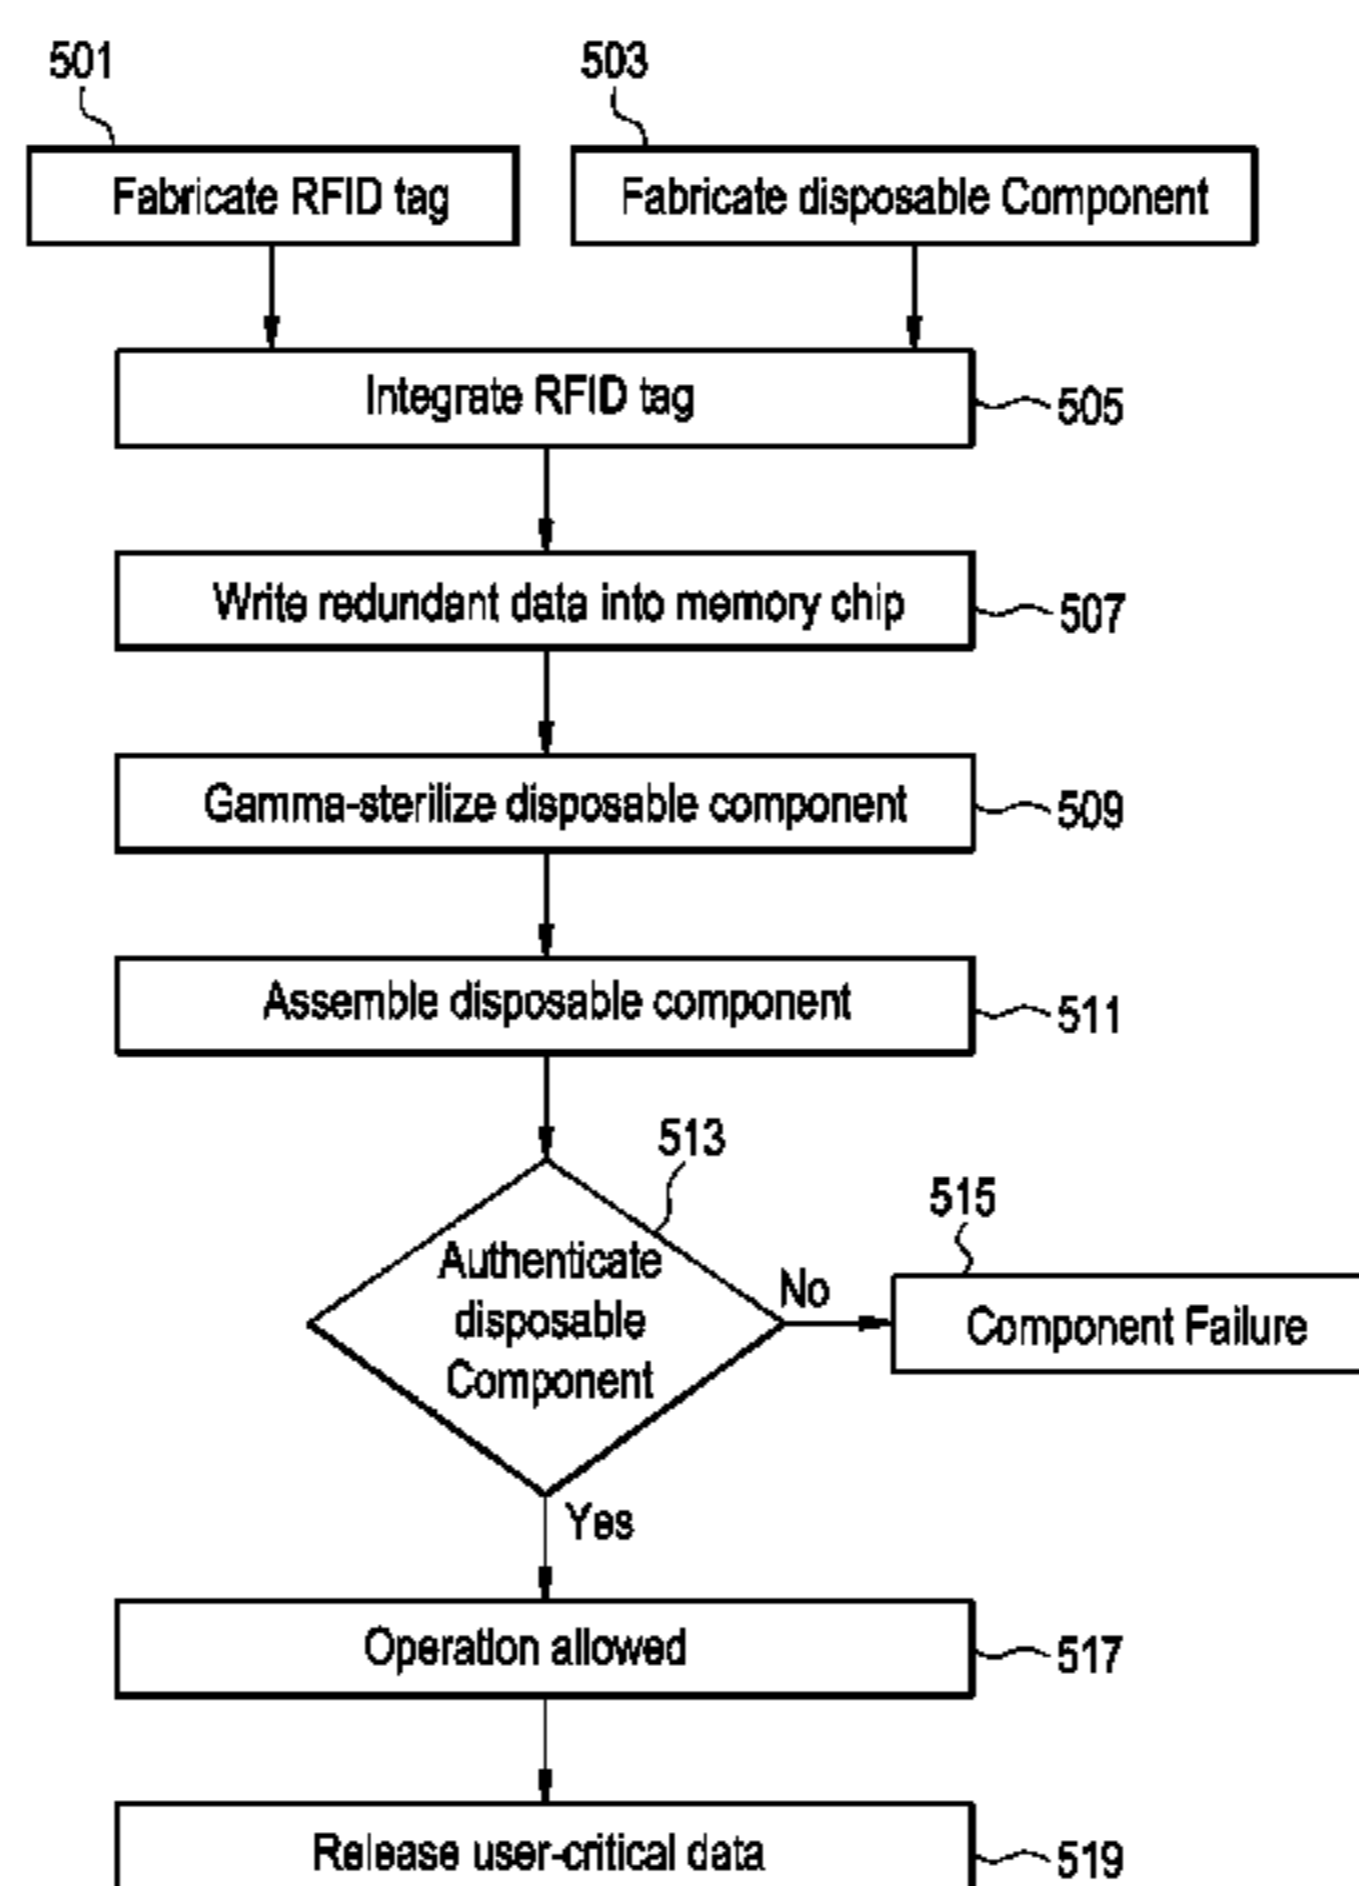 501
503
Fabricate RFID tag
Fabricate disposable Component
Integrate RFID tag
505
Write redundant data into memory chip
507
Gamma-sterilize disposable component
509
Assemble disposable component
511
513
Authenticate
disposable
Component
No
515
Component Failure
Yes
Operation allowed
517
Release user-critical data
519